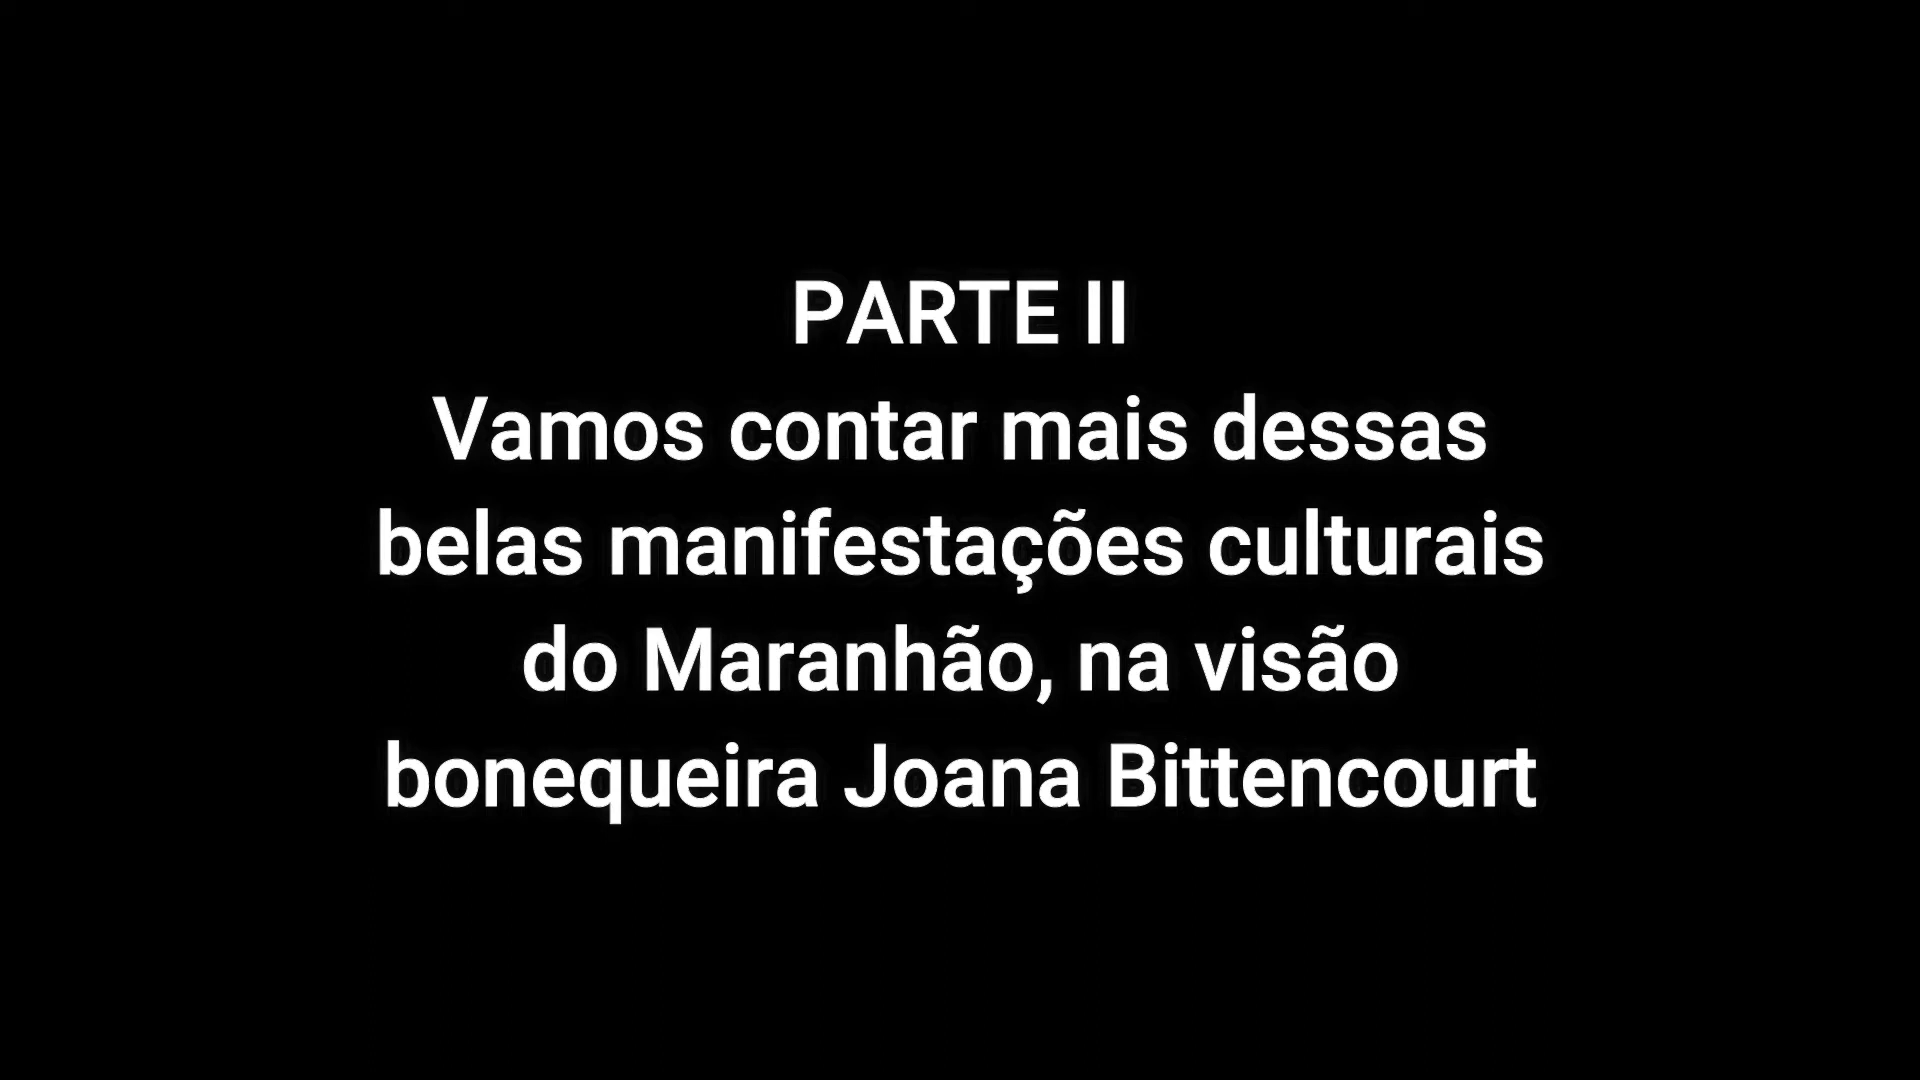 PARTE II
Vamos contar mais dessas
belas manifestações culturais
do Maranhão, na visão
bonequeira Joana Bittencourt